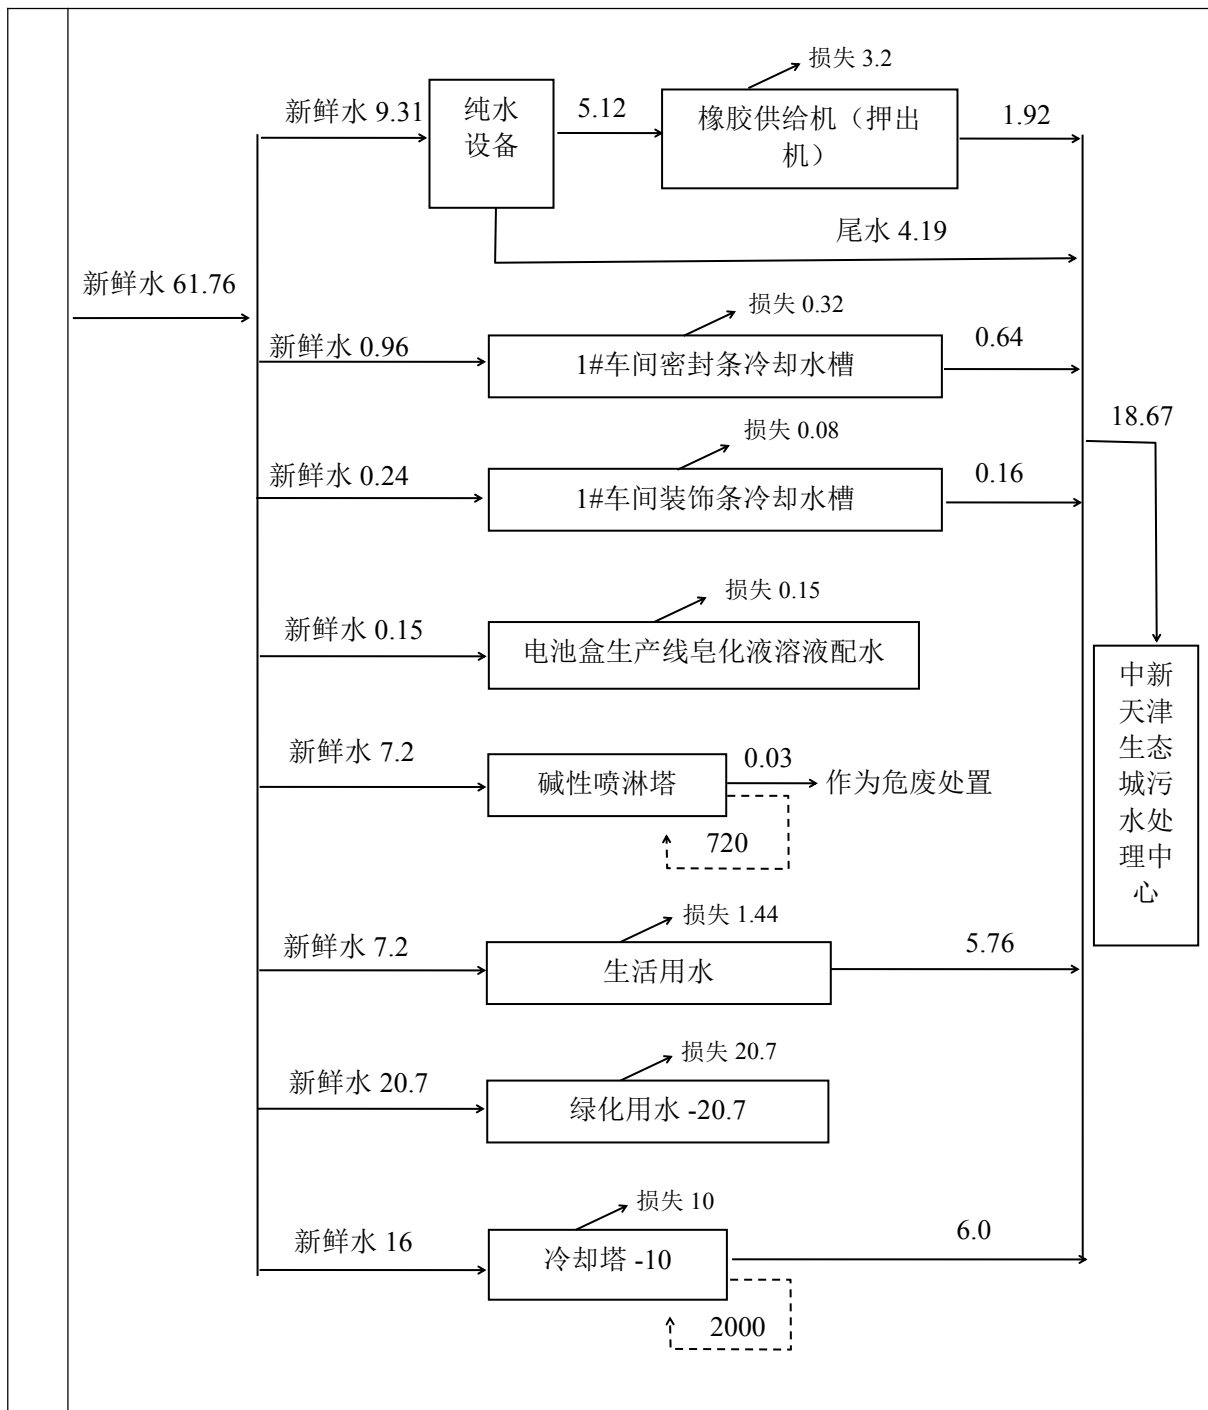 损失 3.2
新鲜水 9.31
纯水
设备
5.12
橡胶供给机（押出
机）
1.92
尾水 4.19
新鲜水 61.76
损失 0.32
新鲜水 0.96
1#车间密封条冷却水槽
0.64
18.67
损失 0.08
新鲜水 0.24
1#车间装饰条冷却水槽
0.16
损失 0.15
新鲜水 0.15
电池盒生产线皂化液溶液配水
中新
天津
生态
城污
水处
理中
心
新鲜水 7.2
碱性喷淋塔
0.03
作为危废处置
720
损失 1.44
新鲜水 7.2
生活用水
5.76
损失 20.7
新鲜水 20.7
绿化用水 -20.7
损失 10
新鲜水 16
冷却塔 -10
6.0
2000